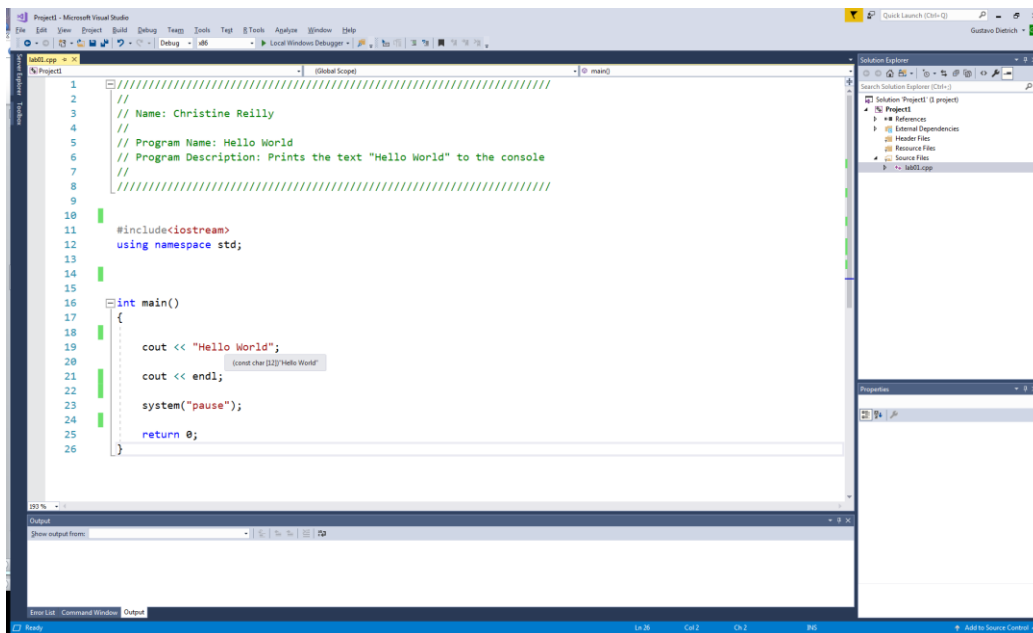 Project1 - Microsoft Visual Studio
Quick Launch (Ctrl+Q)
File Edit View Project Build Debug Team Tools Test R Tools Analyze Window Help
Gustavo Dietrich
Debug x86 Local Windows Debugger
Server Explorer
Toolbox
lab01.cpp
Project1 (Global Scope) main()
1 //////////////////////////////////////////////////////////////////////
2 //
3 // Name: Christine Reilly
4 //
5 // Program Name: Hello World
6 // Program Description: Prints the text "Hello World" to the console
7 //
8 //////////////////////////////////////////////////////////////////////
9
10
11 #include<iostream>
12 using namespace std;
13
14
15
16 int main()
17 {
18
19 cout << "Hello World";
20
(const char [12])"Hello World"
21 cout << endl;
22
23 system("pause");
24
25 return 0;
26 }
193 %
Solution Explorer
Search Solution Explorer (Ctrl+;)
Solution 'Project1' (1 project)
Project1
References
External Dependencies
Header Files
Resource Files
Source Files
lab01.cpp
Properties
Output
Show output from:
Error List Command Window Output
Ready Ln 26 Col 2 Ch 2 INS Add to Source Control